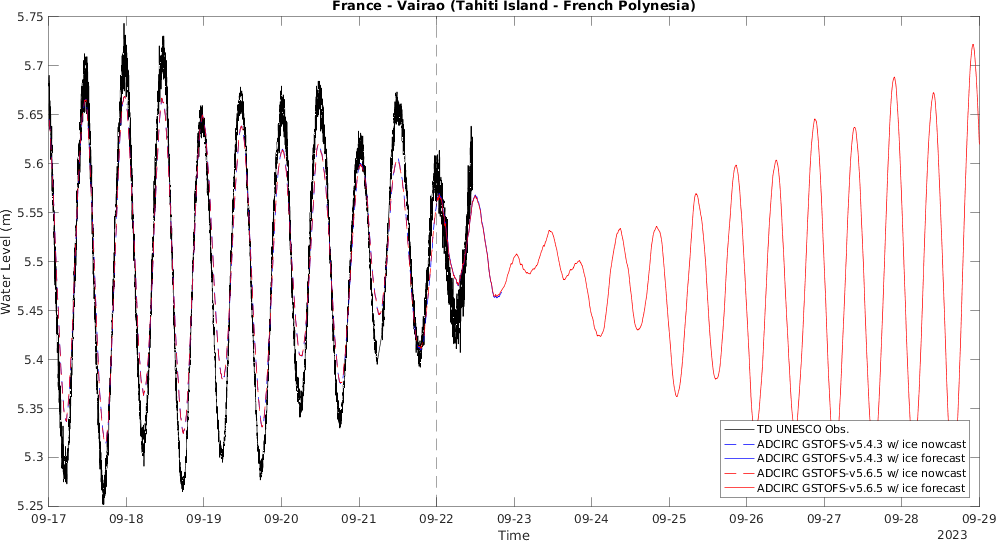 France - Vairao (Tahiti Island - French Polynesia)
5.75
5.7
5.65
5.6
5.55
5.5
5.45
5.4
5.35
5.3
5.25
Water Level (m)
TD UNESCO Obs.
ADCIRC GSTOFS-v5.4.3 w/ ice nowcast
ADCIRC GSTOFS-v5.4.3 w/ ice forecast
ADCIRC GSTOFS-v5.6.5 w/ ice nowcast
ADCIRC GSTOFS-v5.6.5 w/ ice forecast
09-17 09-18 09-19 09-20 09-21 09-22 09-23 09-24 09-25 09-26 09-27 09-28 09-29
Time
2023